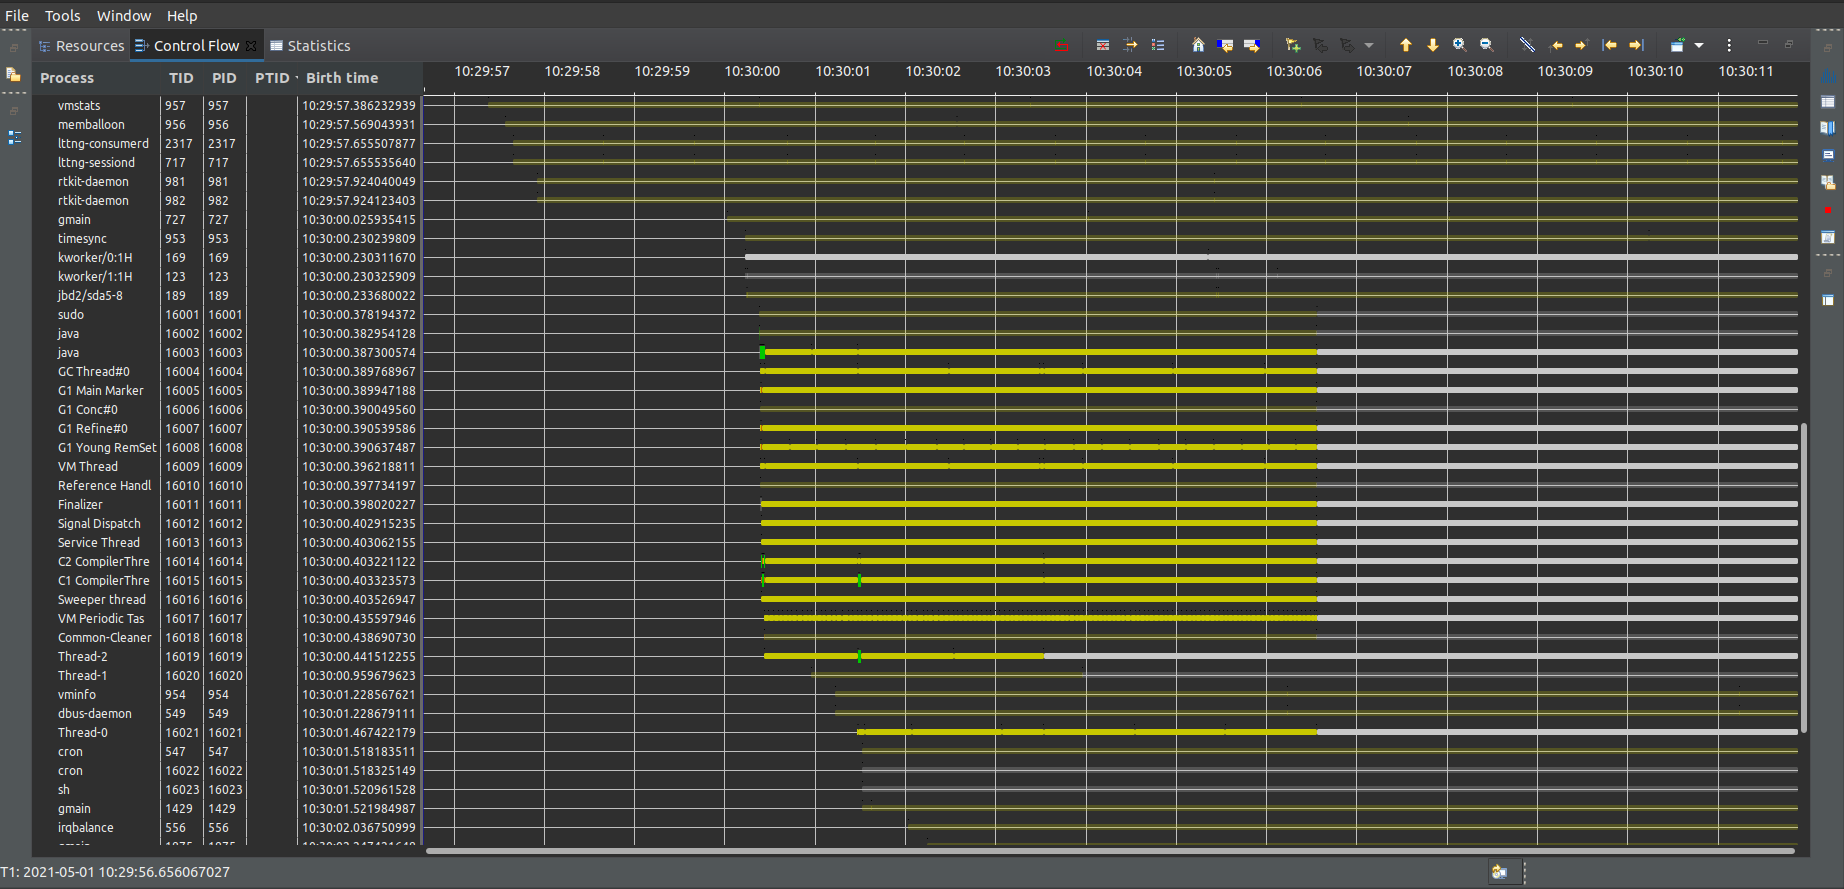 File Tools Window Help
Resources Control Flow Statistics
Process TID PID PTID Birth time
10:29:57 10:29:58 10:29:59 10:30:00 10:30:01 10:30:02 10:30:03 10:30:04 10:30:05 10:30:06 10:30:07 10:30:08 10:30:09 10:30:10 10:30:11
vmstats 957 957 10:29:57.386232939
memballoon 956 956 10:29:57.569043931
lttng-consumerd 2317 2317 10:29:57.655507877
lttng-sessiond 717 717 10:29:57.655535640
rtkit-daemon 981 981 10:29:57.924040049
rtkit-daemon 982 982 10:29:57.924123403
gmain 727 727 10:30:00.025935415
timesync 953 953 10:30:00.230239809
kworker/0:1H 169 169 10:30:00.230311670
kworker/1:1H 123 123 10:30:00.230325909
jbd2/sda5-8 189 189 10:30:00.233680022
sudo 16001 16001 10:30:00.378194372
java 16002 16002 10:30:00.382954128
java 16003 16003 10:30:00.387300574
GC Thread#0 16004 16004 10:30:00.389768967
G1 Main Marker 16005 16005 10:30:00.389947188
G1 Conc#0 16006 16006 10:30:00.390049560
G1 Refine#0 16007 16007 10:30:00.390539586
G1 Young RemSet 16008 16008 10:30:00.390637487
VM Thread 16009 16009 10:30:00.396218811
Reference Handl 16010 16010 10:30:00.397734197
Finalizer 16011 16011 10:30:00.398020227
Signal Dispatch 16012 16012 10:30:00.402915235
Service Thread 16013 16013 10:30:00.403062155
C2 CompilerThre 16014 16014 10:30:00.403221122
C1 CompilerThre 16015 16015 10:30:00.403323573
Sweeper thread 16016 16016 10:30:00.403526947
VM Periodic Tas 16017 16017 10:30:00.435597946
Common-Cleaner 16018 16018 10:30:00.438690730
Thread-2 16019 16019 10:30:00.441512255
Thread-1 16020 16020 10:30:00.959679623
vminfo 954 954 10:30:01.228567621
dbus-daemon 549 549 10:30:01.228679111
Thread-0 16021 16021 10:30:01.467422179
cron 547 547 10:30:01.518183511
cron 16022 16022 10:30:01.518325149
sh 16023 16023 10:30:01.520961528
gmain 1429 1429 10:30:01.521984987
irqbalance 556 556 10:30:02.036750999
T1: 2021-05-01 10:29:56.656067027